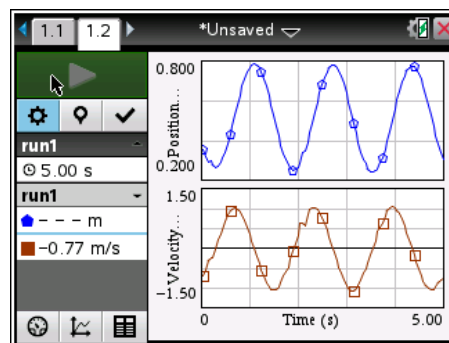 1.1 1.2 *Unsaved
run1
5.00 s
run1
--- m
-0.77 m/s
0.800
Position...
0.200
1.50
Velocity...
-1.50
0 Time (s) 5.00